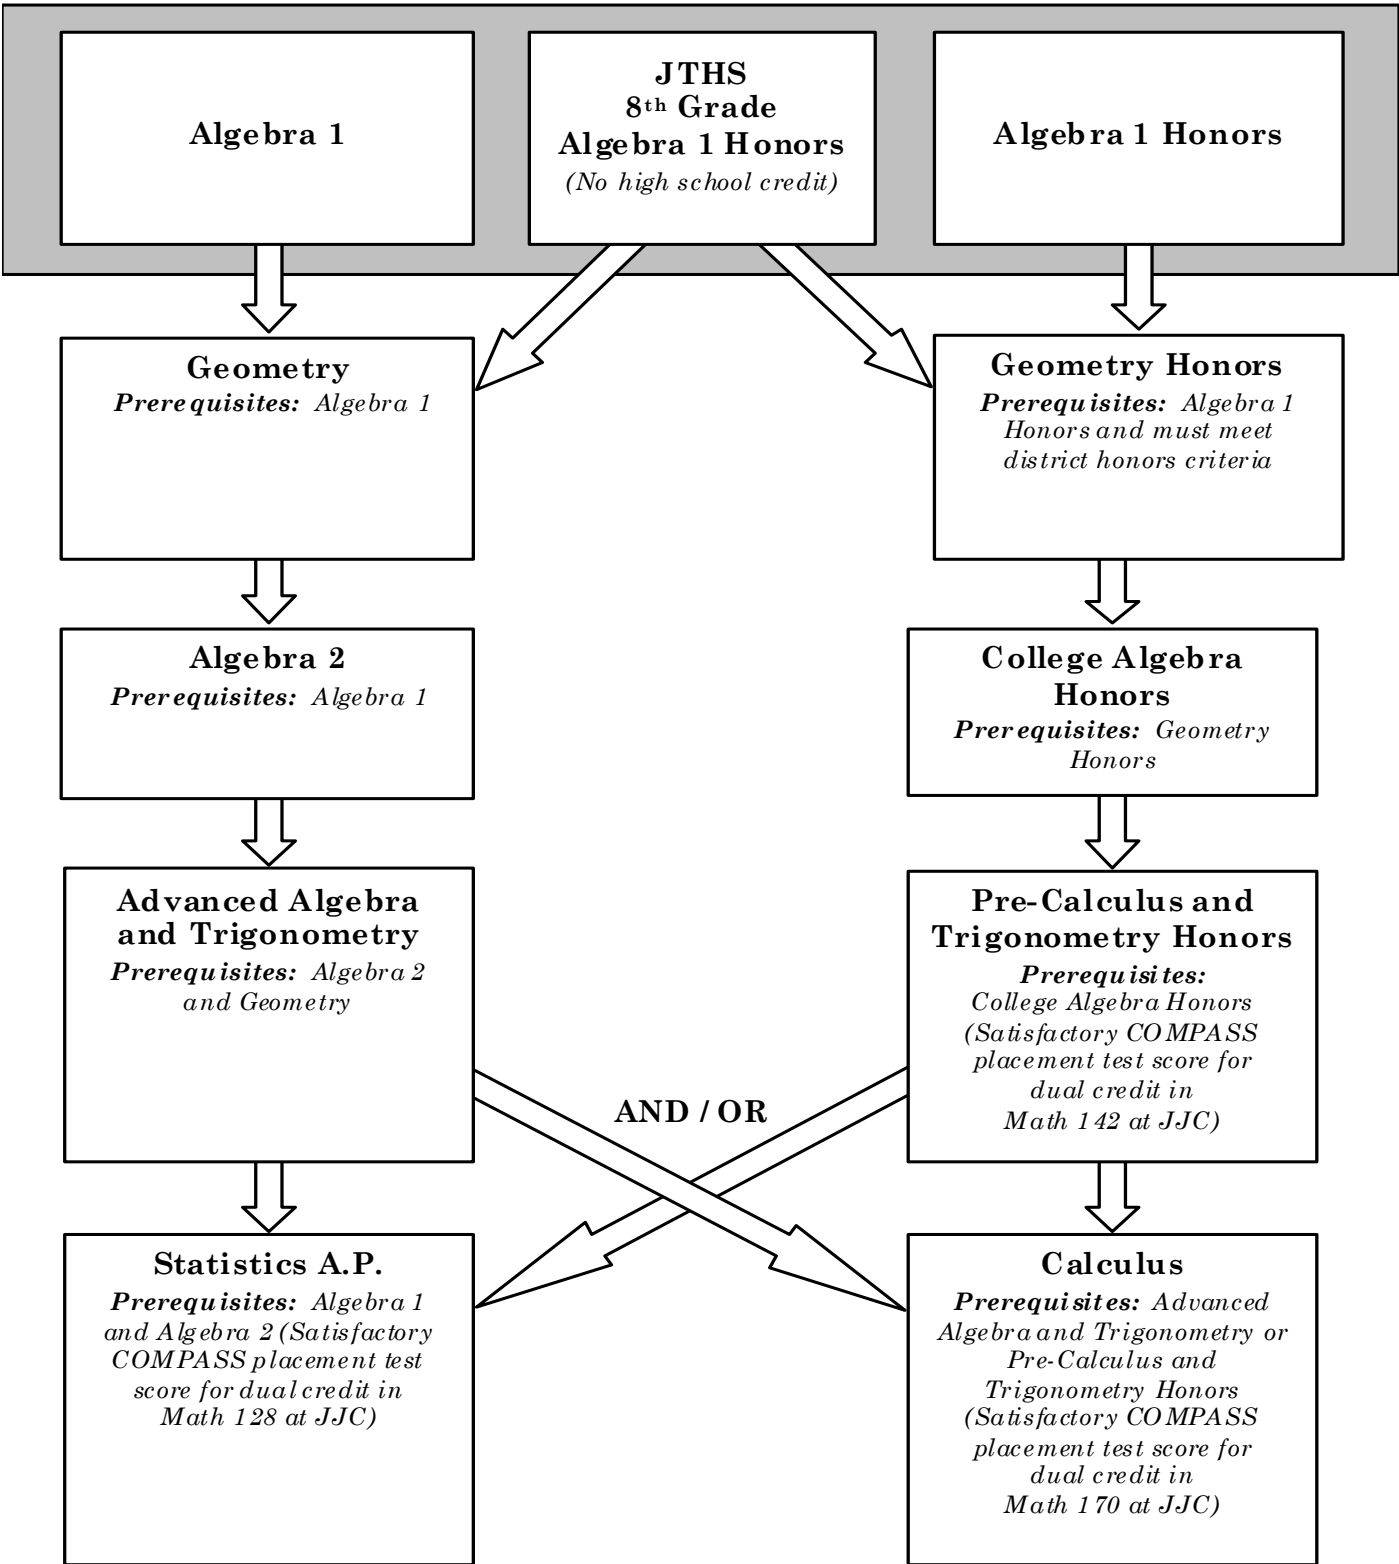 Algebra 1
JTHS
8th Grade
Algebra 1 Honors
(No high school credit)
Algebra 1 Honors
Geometry
Prerequisites: Algebra 1
Geometry Honors
Prerequisites: Algebra 1
Honors and must meet
district honors criteria
Algebra 2
Prerequisites: Algebra 1
College Algebra
Honors
Prerequisites: Geometry
Honors
Advanced Algebra
and Trigonometry
Prerequisites: Algebra 2
and Geometry
Pre-Calculus and
Trigonometry Honors
Prerequisites:
College Algebra Honors
(Satisfactory COMPASS
placement test score for
dual credit in
Math 142 at JJC)
AND / OR
Statistics A.P.
Prerequisites: Algebra 1
and Algebra 2 (Satisfactory
COMPASS placement test
score for dual credit in
Math 128 at JJC)
Calculus
Prerequisites: Advanced
Algebra and Trigonometry or
Pre-Calculus and
Trigonometry Honors
(Satisfactory COMPASS
placement test score for
dual credit in
Math 170 at JJC)